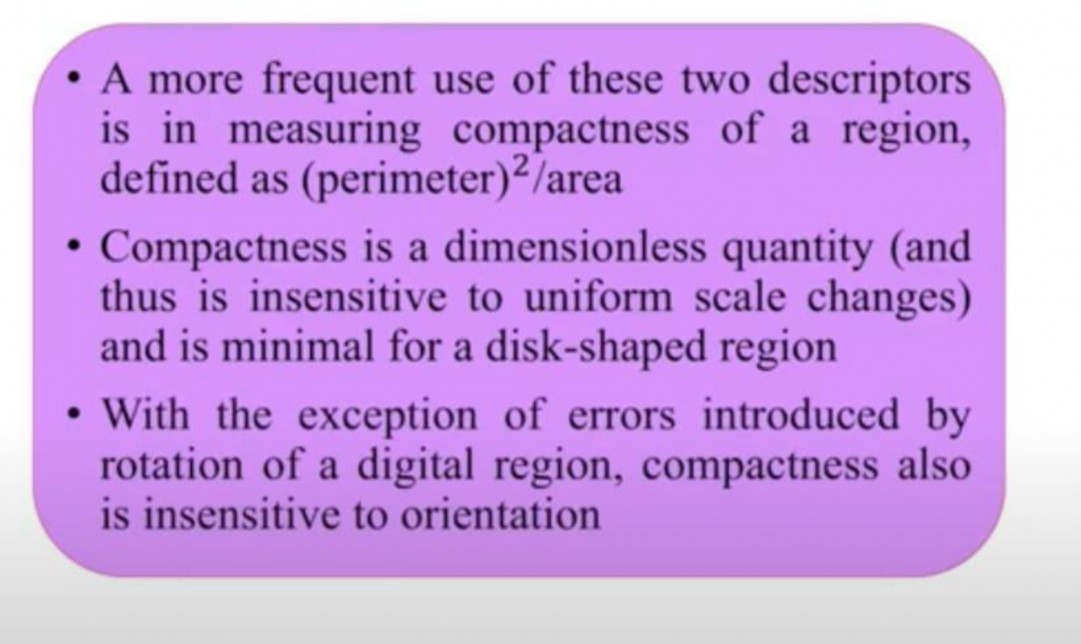 • A more frequent use of these two descriptors
is in measuring compactness of a region,
defined as (perimeter)²/area
• Compactness is a dimensionless quantity (and
thus is insensitive to uniform scale changes)
and is minimal for a disk-shaped region
• With the exception of errors introduced by
rotation of a digital region, compactness also
is insensitive to orientation